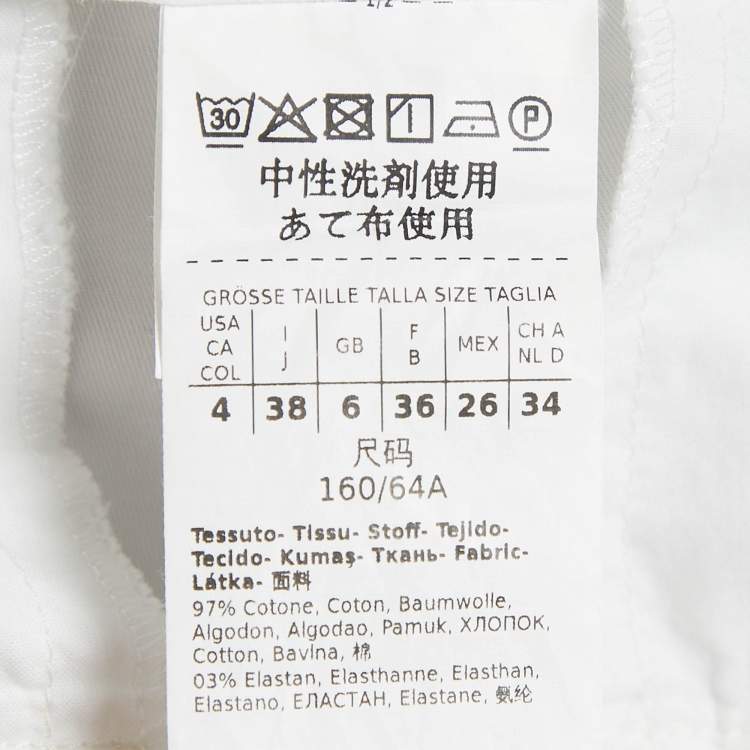 1/2
30 P
中性洗剤使用
あて布使用
GRÖSSE TAILLE TALLA SIZE TAGLIA
USA CA COL I J GB F B MEX CH A NL D
4 38 6 36 26 34
尺码
160/64A
Tessuto- Tissu- Stoff- Tejido-
Tecido- Kumaş- Ткань- Fabric-
Látka- 面料
97% Cotone, Coton, Baumwolle,
Algodon, Algodao, Pamuk, ХЛОПОК,
Cotton, Bavlna, 棉
03% Elastan, Elasthanne, Elasthan,
Elastano, ЕЛАСТАН, Elastane, 氨纶